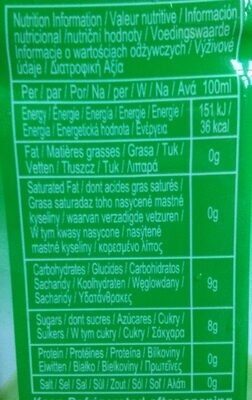 Nutrition Information / Valeur nutritive / Información
nutricional /nutriční hodnoty / Voedingswaarde /
Informacje o wartościach odżywczych / Výživové
údaje / Διατροφική Αξία
Per / par / Por/ Na / per / W / Na / Ανά 100ml
Energy / Énergie / Energía / Energie / Energie /
Energia / Energetická hodnota / Ενέργεια
151 kJ /
36 kcal
Fat / Matières grasses / Grasa / Tuk /
Vetten / Tłuszcz / Tuk / Λιπαρά
0g
Saturated Fat / dont acides gras saturés /
Grasa saturadaz toho nasycené mastné
kyseliny / waarvan verzadigde vetzuren /
W tym kwasy nasycone / nasýtené
mastné kyseliny / κορεσμένο λίπος
0g
Carbohydrates / Glucides / Carbohidratos /
Sacharidy / Koolhydraten / Węglowdany /
Sacharidy / Υδατάνθρακες
9g
Sugars / dont sucres / Azúcares / Cukry /
Suikers / W tym cukry / Cukry / Σάκχαρα
8g
Protein / Protéines / Proteína / Bílkoviny /
Eiwitten / Białko / Bielkoviny / Πρωτεΐνες
0g
Salt / Sel / Sal / Sůl / Zout / Sól / Soľ / Αλάτι
0g